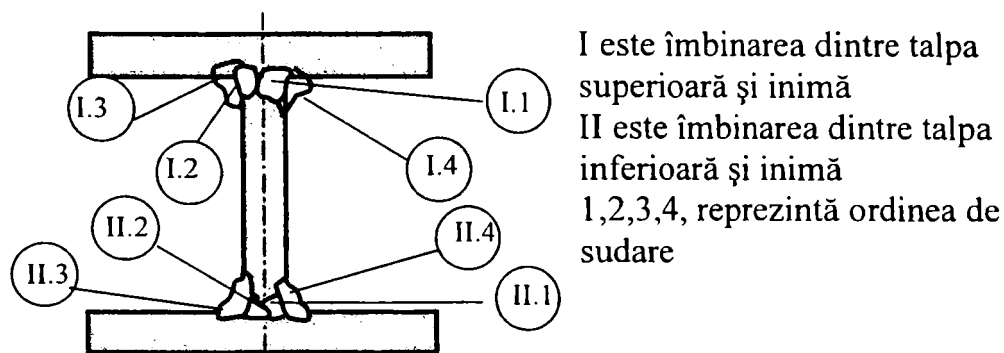 I este îmbinarea dintre talpa
superioară şi inimă
II este îmbinarea dintre talpa
inferioară şi inimă
1,2,3,4, reprezintă ordinea de
sudare
I.3
I.1
I.2
I.4
II.2
II.4
II.3
II.1